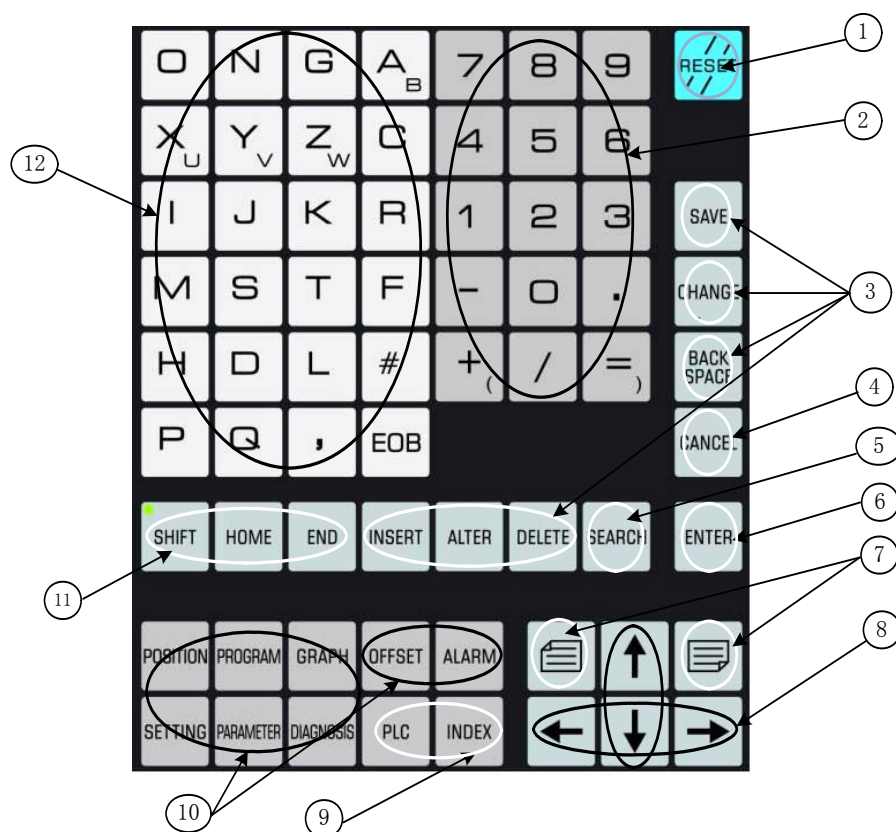 1
O N G A B 7 8 9 RESET
2
X U Y V Z W C 4 5 6
12
I J K R 1 2 3 SAVE
M S T F - 0 . CHANGE
3
H D L # + ( / = ) BACK
SPACE
4
P Q , EOB CANCEL
5
6
SHIFT HOME END INSERT ALTER DELETE SEARCH ENTER
7
11
8
POSITION PROGRAM GRAPH OFFSET ALARM
SETTING PARAMETER DIAGNOSIS PLC INDEX
10
9